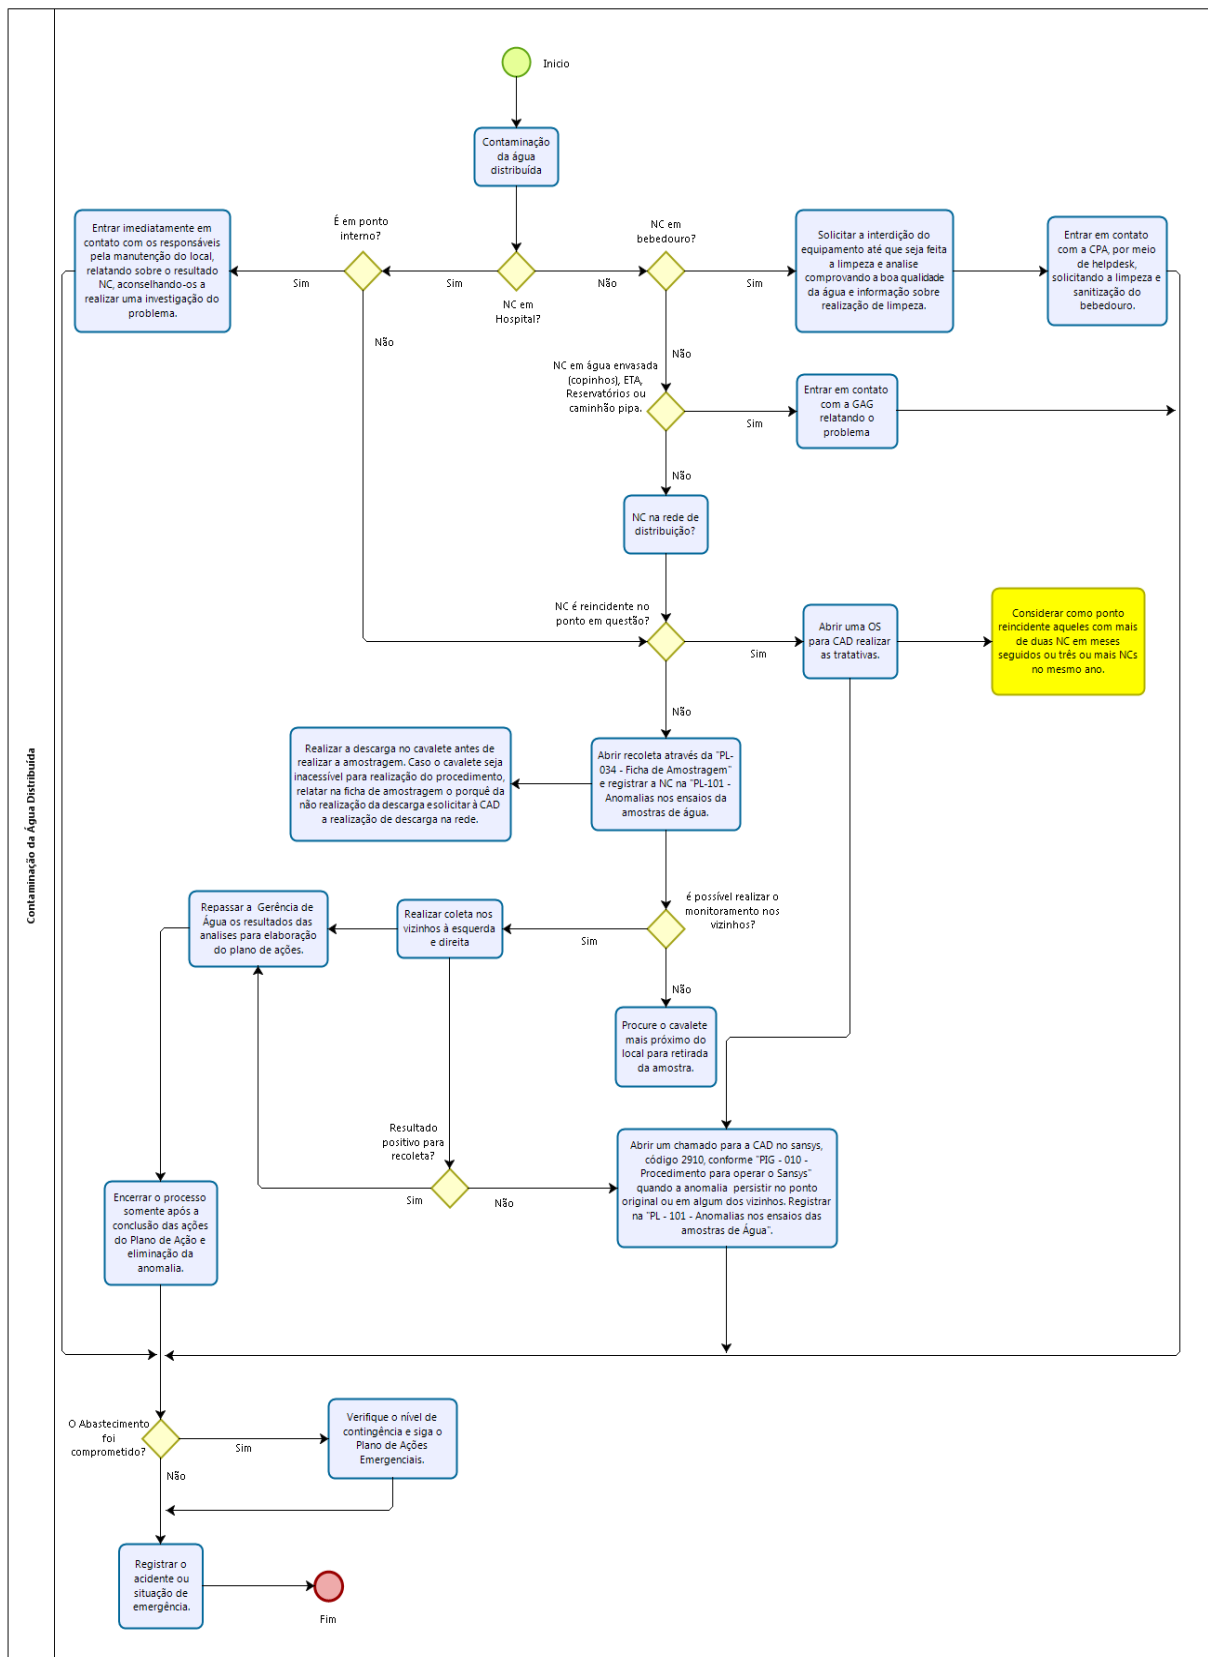 Contaminação da Água Distribuída
Inicio
Contaminação
da água
distribuída
É em ponto
interno?
NC em
bebedouro?
Entrar imediatamente em
contato com os responsáveis
pela manutenção do local,
relatando sobre o resultado
NC, aconselhando-os a
realizar uma investigação do
problema.
Sim
Sim
NC em
Hospital?
Não
Sim
Solicitar a interdição do
equipamento até que seja feita
a limpeza e analise
comprovando a boa qualidade
da água e informação sobre
realização de limpeza.
Entrar em contato
com a CPA, por meio
de helpdesk,
solicitando a limpeza e
sanitização do
bebedouro.
Não
Não
NC em água envasada
(copinhos), ETA,
Reservatórios ou
caminhão pipa.
Sim
Entrar em contato
com a GAG
relatando o
problema
Não
NC na rede de
distribuição?
NC é reincidente no
ponto em questão?
Sim
Abrir uma OS
para CAD realizar
as tratativas.
Considerar como ponto
reincidente aqueles com mais
de duas NC em meses
seguidos ou três ou mais NCs
no mesmo ano.
Não
Realizar a descarga no cavalete antes de
realizar a amostragem. Caso o cavalete seja
inacessível para realização do procedimento,
relatar na ficha de amostragem o porquê da
não realização da descarga esolicitar à CAD
a realização de descarga na rede.
Abrir recoleta através da "PL-
034 - Ficha de Amostragem"
e registrar a NC na "PL-101 -
Anomalias nos ensaios da
amostras de água.
é possível realizar o
monitoramento nos
vizinhos?
Repassar a  Gerência de
Água os resultados das
analises para elaboração
do plano de ações.
Realizar coleta nos
vizinhos à esquerda
e direita
Sim
Não
Procure o cavalete
mais próximo do
local para retirada
da amostra.
Resultado
positivo para
recoleta?
Sim
Não
Abrir um chamado para a CAD no sansys,
código 2910, conforme "PIG - 010 -
Procedimento para operar o Sansys"
quando a anomalia  persistir no ponto
original ou em algum dos vizinhos. Registrar
na "PL - 101 - Anomalias nos ensaios das
amostras de Água".
Encerrar o processo
somente após a
conclusão das ações
do Plano de Ação e
eliminação da
anomalia.
O Abastecimento
foi
comprometido?
Sim
Verifique o nível de
contingência e siga o
Plano de Ações
Emergenciais.
Não
Registrar o
acidente ou
situação de
emergência.
Fim